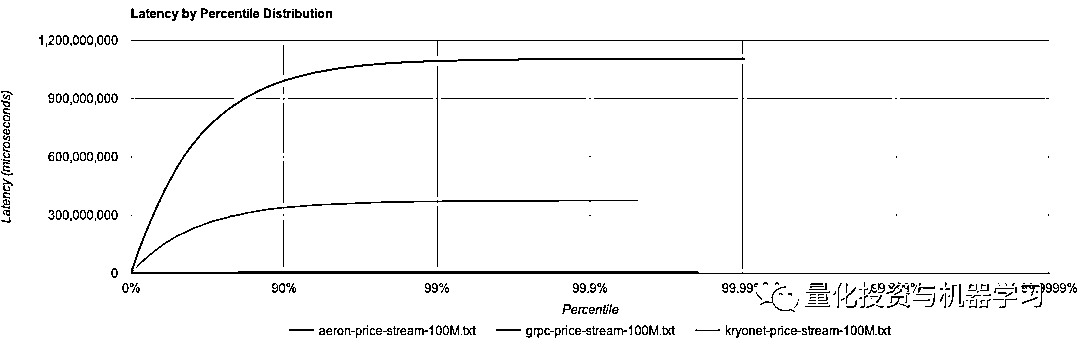 Latency by Percentile Distribution
1,200,000,000
900,000,000
600,000,000
300,000,000
0
Latency (microseconds)
0% 90% 99% 99.9% 99.99
Percentile
量化投资与机器学习
aeron-price-stream-100M.txt grpc-price-stream-100M.txt kryonet-price-stream-100M.txt